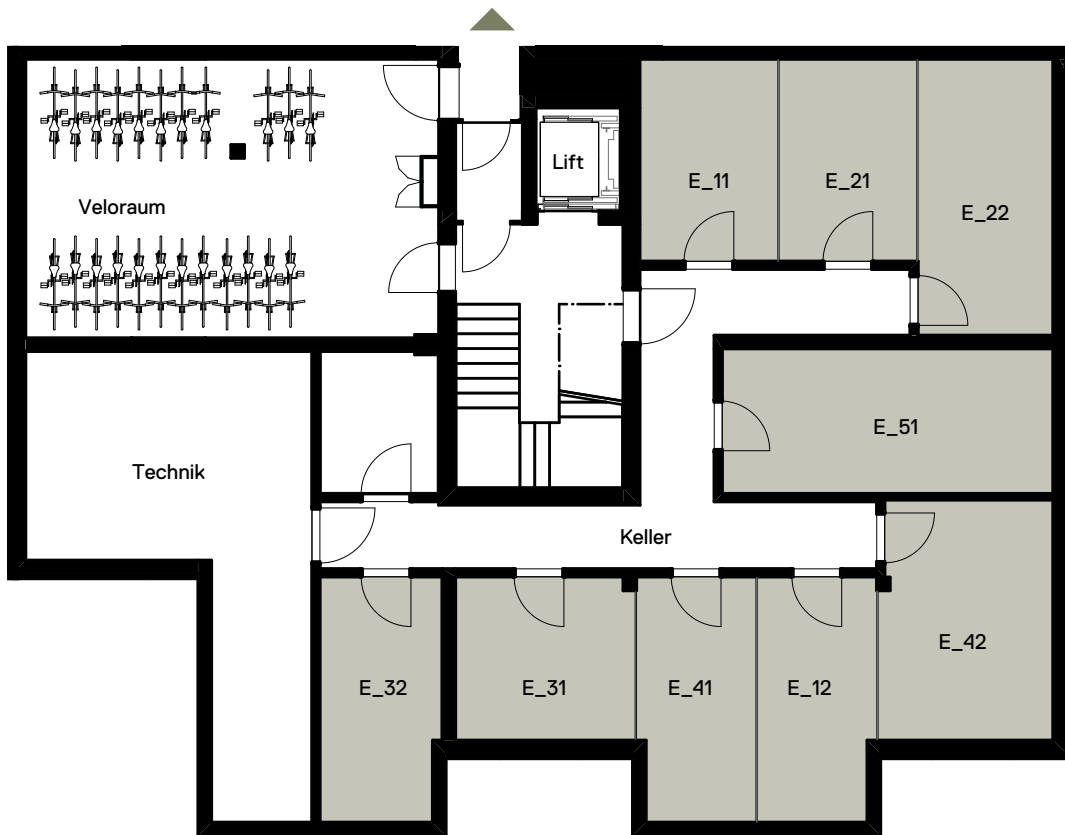 Lift
E_11
E_21
E_22
Veloraum
E_51
Technik
Keller
E_42
E_32
E_31
E_41
E_12